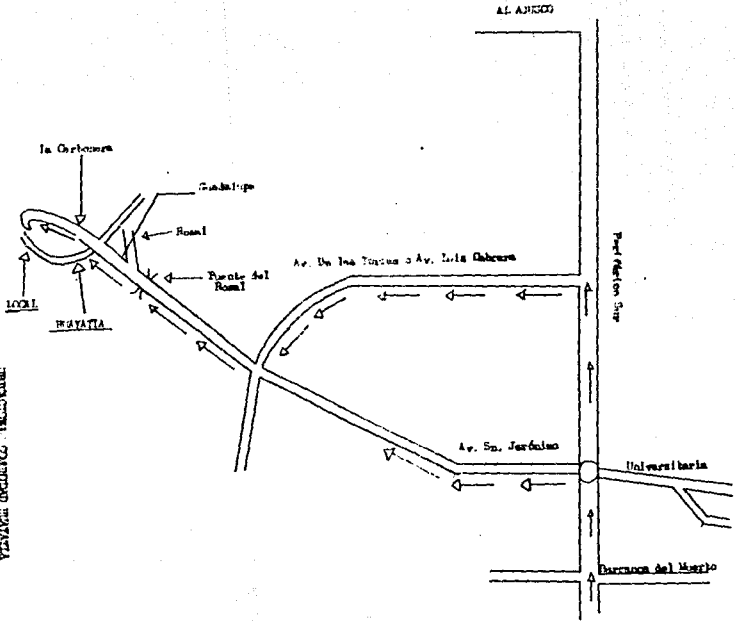 AL AJUSCO
la Carbonera
Guadalupe
Rosal
Puente del
Rosal
Av. De las Torres o Av. Luis Cabrera
Perif.
Sur
LOCAL
Av. Sn. Jerónimo
Universitaria
Barranca del Muerto